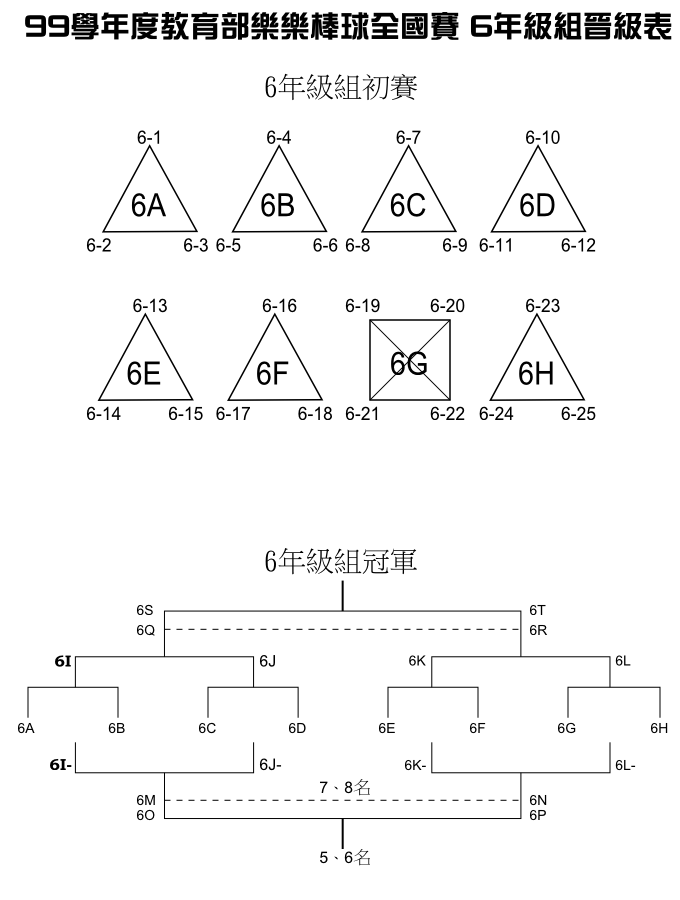 99學年度教育部樂樂棒球全國賽 6年級組晉級表
6年級組初賽
6-1 6-4 6-7 6-10
6A 6B 6C 6D
6-2 6-3 6-5 6-6 6-8 6-9 6-11 6-12
6-13 6-16 6-19 6-20 6-23
6E 6F 6G 6H
6-14 6-15 6-17 6-18 6-21 6-22 6-24 6-25
6年級組冠軍
6S 6T
6Q 6R
6I 6J 6K 6L
6A 6B 6C 6D 6E 6F 6G 6H
6I- 6J- 6K- 6L-
7、8名
6M 6N
6O 6P
5、6名